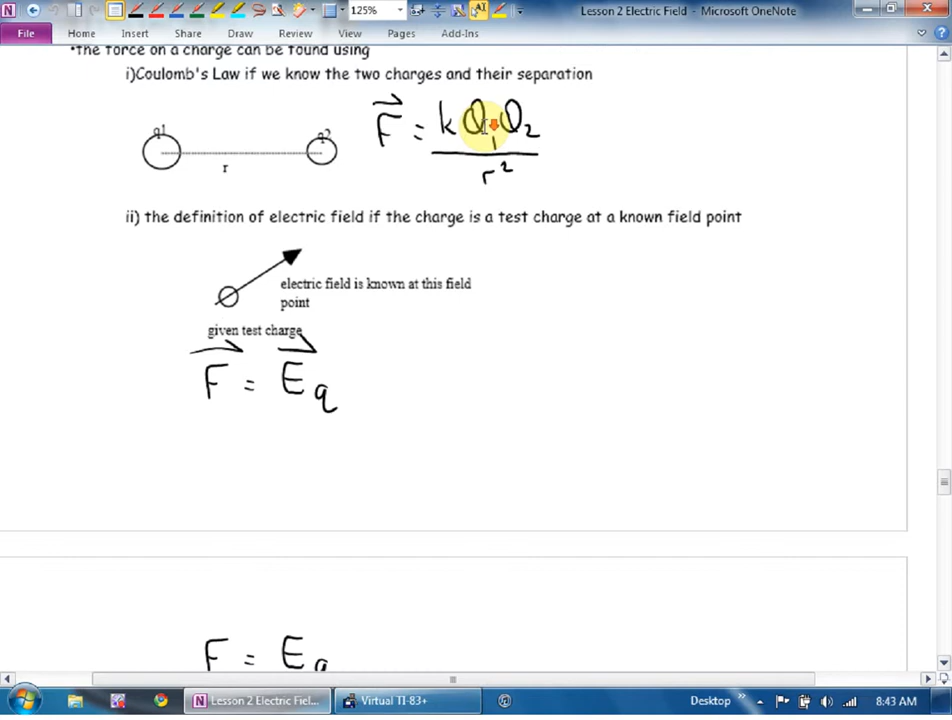 125%
Lesson 2 Electric Field - Microsoft OneNote
File Home Insert Share Draw Review Pages View Add-Ins
•the force on a charge can be found using
i)Coulomb's Law if we know the two charges and their separation
F = kQ1Q2
r²
q1 q2
r
ii) the definition of electric field if the charge is a test charge at a known field point
electric field is known at this field
point
given test charge
F = Eq
F = Eq
Lesson 2 Electric Field... Virtual TI-83+ Desktop 8:43 AM